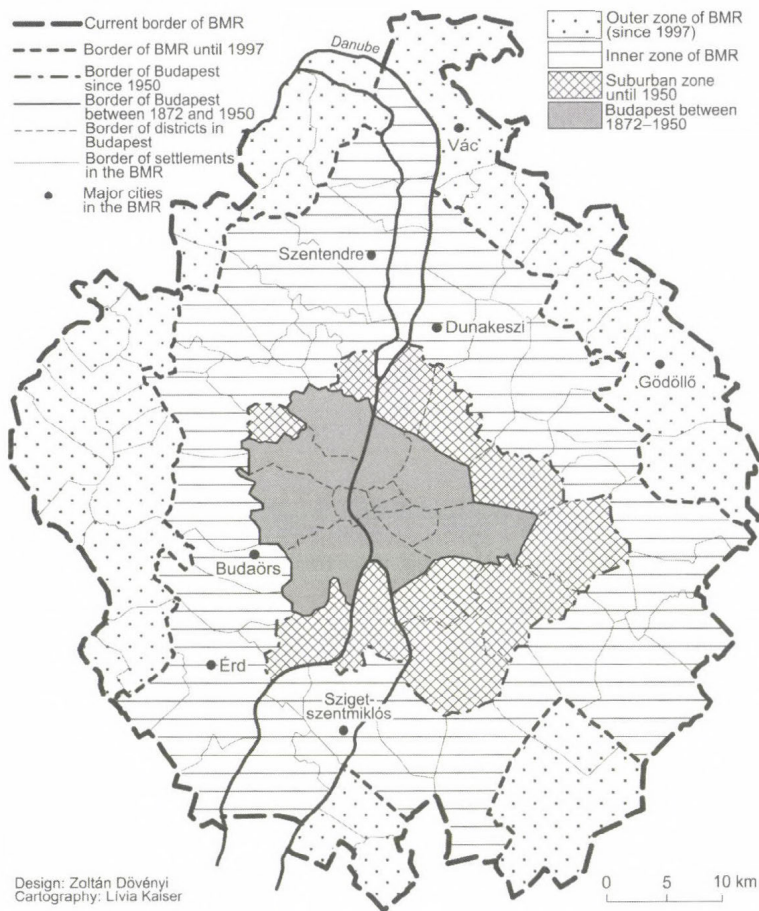 Current border of BMR
Border of BMR until 1997
Border of Budapest
since 1950
Border of Budapest
between 1872 and 1950
Border of districts in
Budapest
Border of settlements
in the BMR
Major cities
in the BMR
Outer zone of BMR
(since 1997)
Inner zone of BMR
Suburban zone
until 1950
Budapest between
1872–1950
Danube
Vác
Szentendre
Dunakeszi
Gödöllő
Budaörs
Érd
Sziget-
szentmiklós
Design: Zoltán Dövényi
Cartography: Lívia Kaiser
0 5 10 km